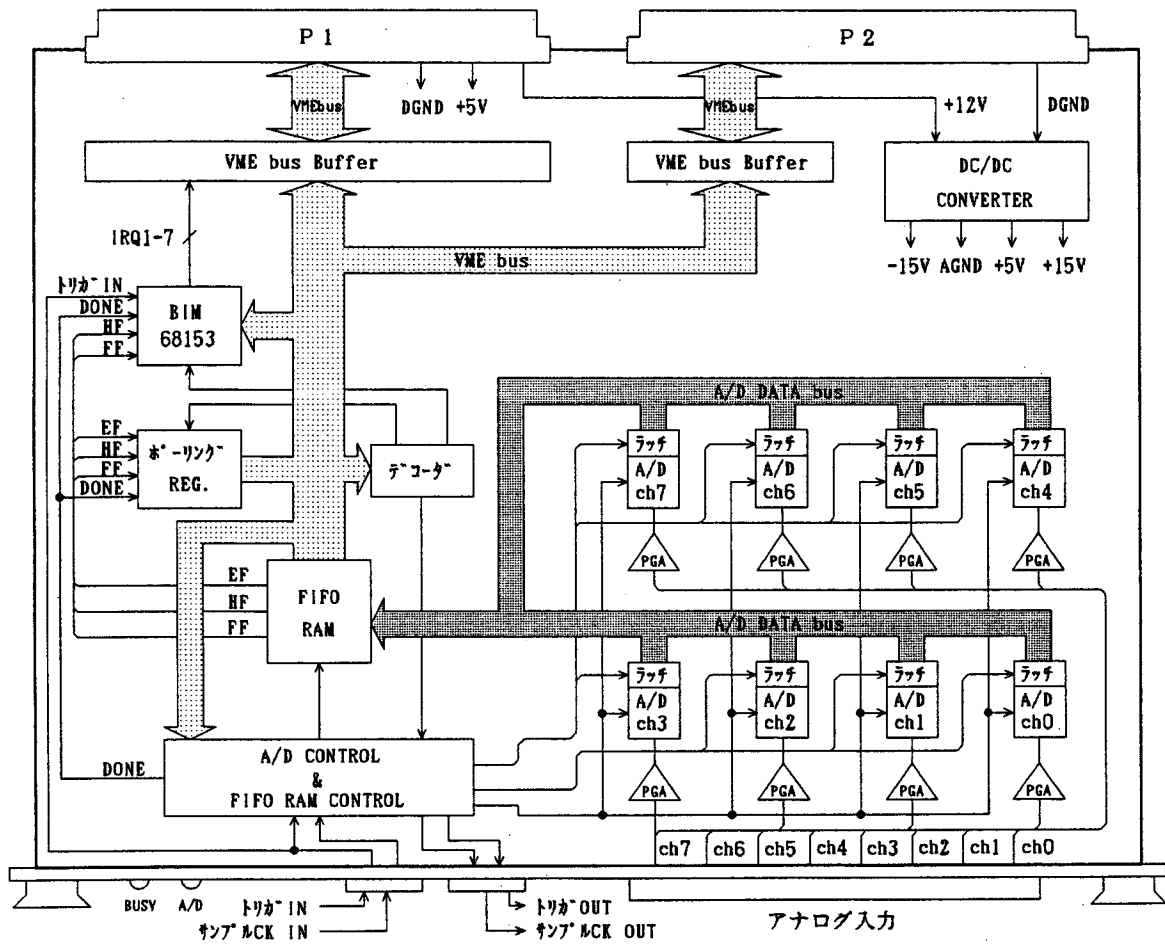 P1
P2
VMEbus
DGND +5V
VMEbus
+12V
DGND
VME bus Buffer
VME bus Buffer
DC/DC
CONVERTER
IRQ1-7
VME bus
-15V AGND +5V +15V
ﾄﾘｶﾞIN
DONE
HF
FF
BIM
68153
A/D DATA bus
EF
HF
FF
DONE
ﾎﾟｰﾘﾝｸﾞ
REG.
ﾃﾞｺｰﾀﾞ
ﾗｯﾁ
A/D
ch7
ﾗｯﾁ
A/D
ch6
ﾗｯﾁ
A/D
ch5
ﾗｯﾁ
A/D
ch4
PGA
PGA
PGA
PGA
EF
HF
FF
FIFO
RAM
A/D DATA bus
ﾗｯﾁ
A/D
ch3
ﾗｯﾁ
A/D
ch2
ﾗｯﾁ
A/D
ch1
ﾗｯﾁ
A/D
ch0
DONE
A/D CONTROL
&
FIFO RAM CONTROL
PGA
PGA
PGA
PGA
ch7 ch6 ch5 ch4 ch3 ch2 ch1 ch0
BUSY A/D
ﾄﾘｶﾞIN
ｻﾝﾌﾟﾙCK IN
ﾄﾘｶﾞOUT
ｻﾝﾌﾟﾙCK OUT
アナログ入力